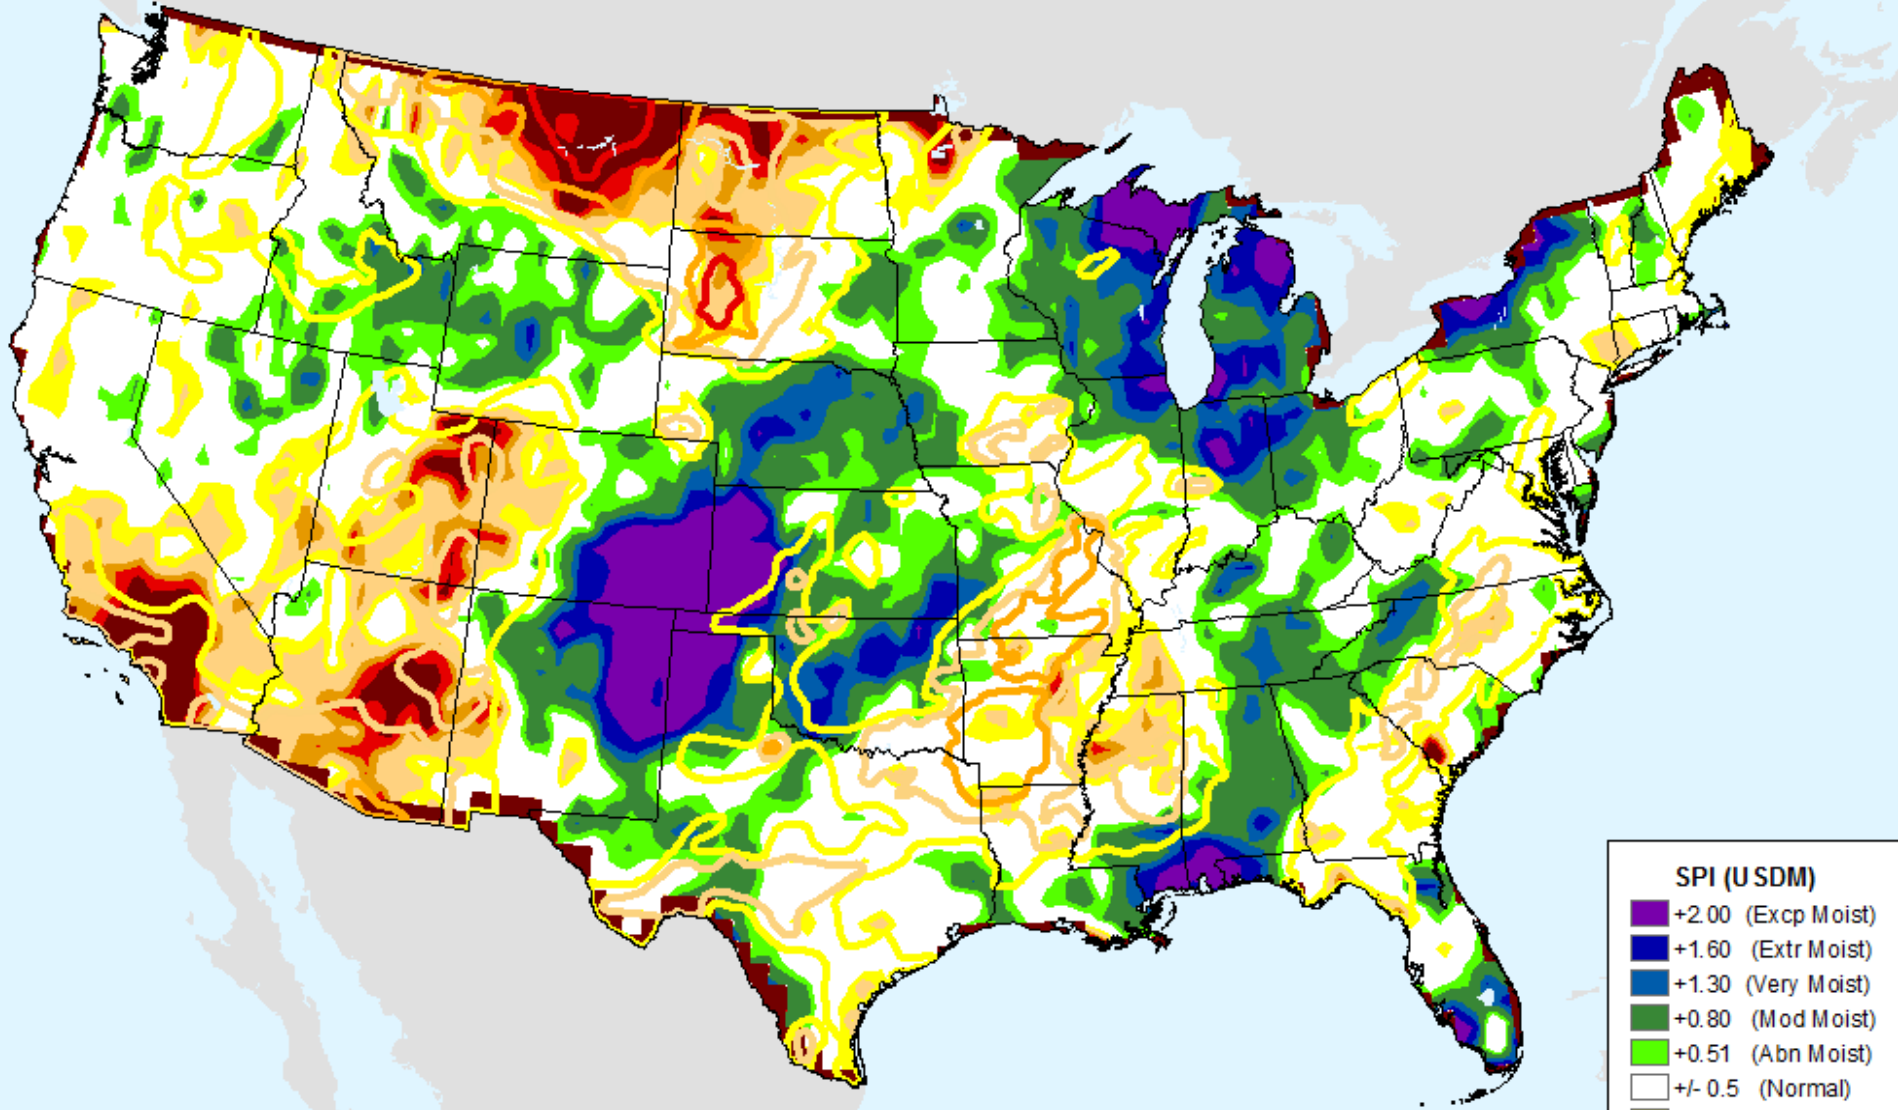 SPI (USDM)
+2.00 (Excp Moist)
+1.60 (Extr Moist)
+1.30 (Very Moist)
+0.80 (Mod Moist)
+0.51 (Abn Moist)
+/- 0.5 (Normal)